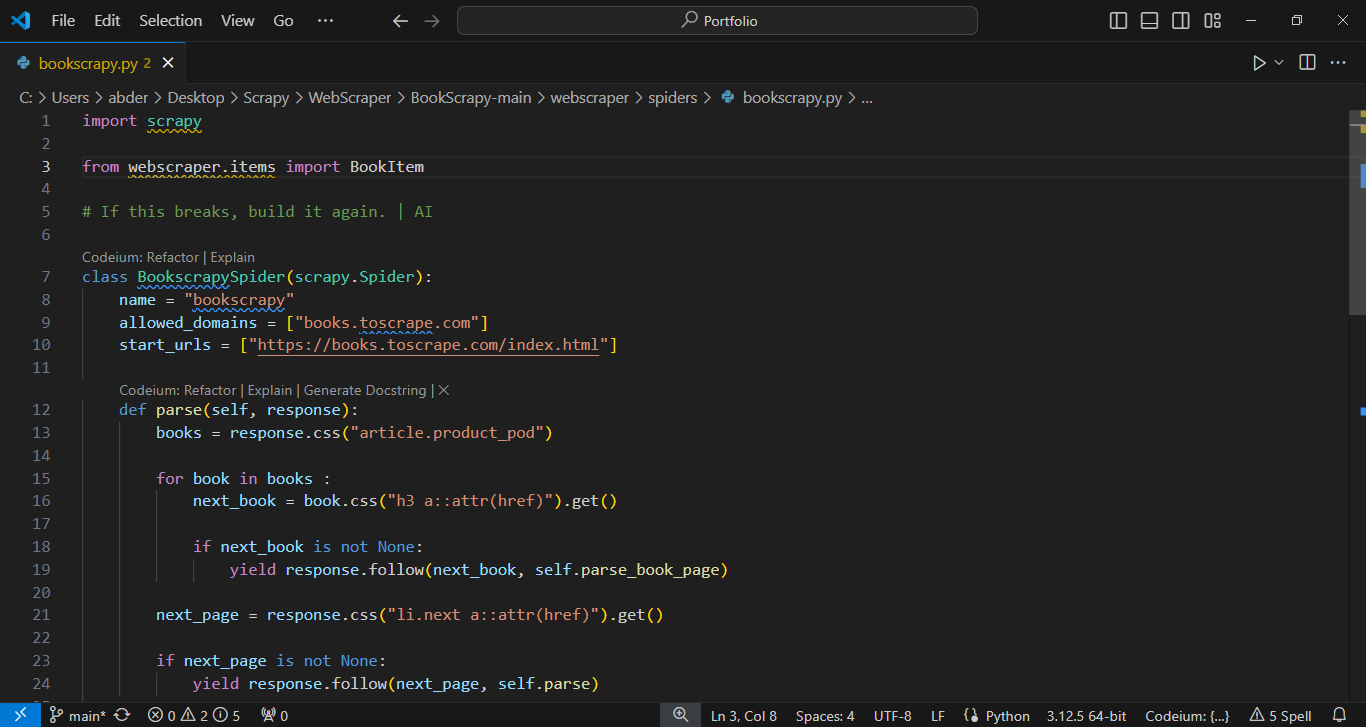 File Edit Selection View Go ··· Portfolio
bookscrapy.py 2
C: > Users > abder > Desktop > Scrapy > WebScraper > BookScrapy-main > webscraper > spiders > bookscrapy.py > ...
1 import scrapy
2
3 from webscraper.items import BookItem
4
5 # If this breaks, build it again. | AI
6
Codeium: Refactor | Explain
7 class BookscrapySpider(scrapy.Spider):
8 name = "bookscrapy"
9 allowed_domains = ["books.toscrape.com"]
10 start_urls = ["https://books.toscrape.com/index.html"]
11
Codeium: Refactor | Explain | Generate Docstring | ×
12 def parse(self, response):
13 books = response.css("article.product_pod")
14
15 for book in books :
16 next_book = book.css("h3 a::attr(href)").get()
17
18 if next_book is not None:
19 yield response.follow(next_book, self.parse_book_page)
20
21 next_page = response.css("li.next a::attr(href)").get()
22
23 if next_page is not None:
24 yield response.follow(next_page, self.parse)
main* 0 2 5 0 Ln 3, Col 8 Spaces: 4 UTF-8 LF Python 3.12.5 64-bit Codeium: {...} 5 Spell